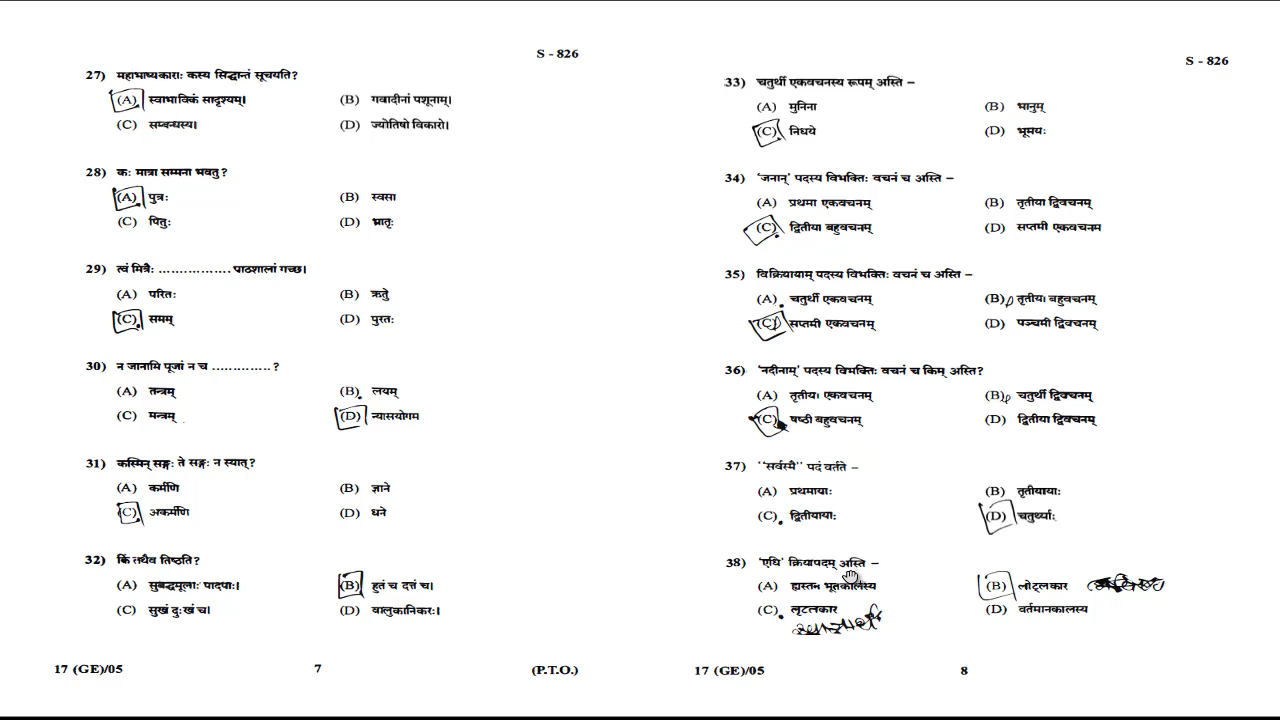 S - 826
27) महाभाष्यकाराः कस्य सिद्धान्तं सूचयति?
(A) स्वाभाविकं सादृश्यम्। (B) गवादीनां पशूनाम्।
(C) सम्बन्धस्य। (D) ज्योतिषो विकारो।
28) कः मात्रा सम्मना भवतु?
(A) पुत्रः (B) स्वसा
(C) पितुः (D) भ्रातृः
29) त्वं मित्रैः ................. पाठशालां गच्छ।
(A) परितः (B) ऋतु
(C) समम् (D) पुरतः
30) न जानामि पूजां न च .............. ?
(A) तन्त्रम् (B) लयम्
(C) मन्त्रम् (D) न्यासयोगम
31) कस्मिन् सङ्गः ते सङ्गः न स्यात्?
(A) कर्मणि (B) ज्ञाने
(C) अकर्मणि (D) धने
32) किं तथैव तिष्ठति?
(A) सुबद्धमूलाः पादपाः। (B) हुतं च दत्तं च।
(C) सुखं दुःखं च। (D) वालुकानिकरः।
17 (GE)/05 7 (P.T.O.)
S - 826
33) चतुर्थी एकवचनस्य रूपम् अस्ति –
(A) मुनिना (B) भानुम्
(C) निधये (D) भूमयः
34) 'जनान्' पदस्य विभक्तिः वचनं च अस्ति –
(A) प्रथमा एकवचनम् (B) तृतीया द्विवचनम्
(C) द्वितीया बहुवचनम् (D) सप्तमी एकवचनम
35) विक्रियायाम् पदस्य विभक्तिः वचनं च अस्ति –
(A) चतुर्थी एकवचनम् (B) तृतीया बहुवचनम्
(C) सप्तमी एकवचनम् (D) पञ्चमी द्विवचनम्
36) 'नदीनाम्' पदस्य विभक्तिः वचनं च किम् अस्ति?
(A) तृतीया एकवचनम् (B) चतुर्थी द्विवचनम्
(C) षष्ठी बहुवचनम् (D) द्वितीया द्विवचनम्
37) ''सर्वस्मै'' पदं वर्तते –
(A) प्रथमायाः (B) तृतीयायाः
(C) द्वितीयायाः (D) चतुर्थ्याः
38) 'एधि' क्रियापदम् अस्ति –
(A) ह्यस्तन भूतकालस्य (B) लोट्लकार
(C) लृटलकार (D) वर्तमानकालस्य
17 (GE)/05 8